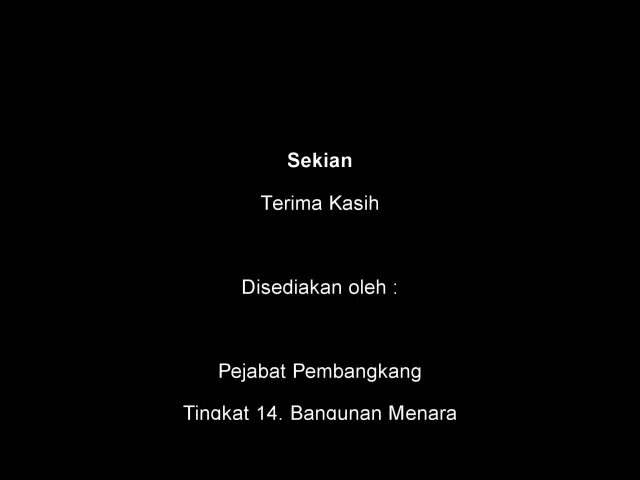 Sekian
Terima Kasih
Disediakan oleh :
Pejabat Pembangkang
Tingkat 14. Bangunan Menara